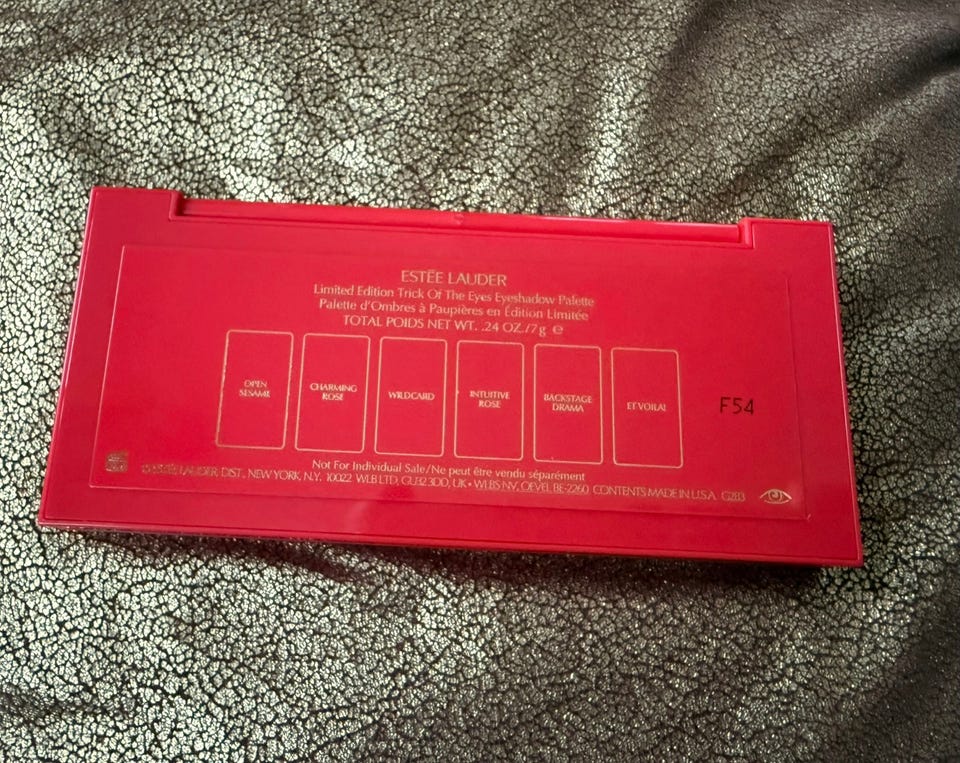 ESTĒE LAUDER
Limited Edition Trick Of The Eyes Eyeshadow Palette
Palette d'Ombres à Paupières en Édition Limitée
TOTAL POIDS NET WT. .24 OZ./7 g ℮
OPEN
SESAME
CHARMING
ROSE
WILDCARD
INTUITIVE
ROSE
BACKSTAGE
DRAMA
ET VOILA!
F54
Not For Individual Sale/Ne peut être vendu séparément
ESTĒE LAUDER DIST., NEW YORK, N.Y. 10022 WLB LTD, GU32 3DD, UK • WLBS NV, OEVEL BE-2260 CONTENTS MADE IN U.S.A.